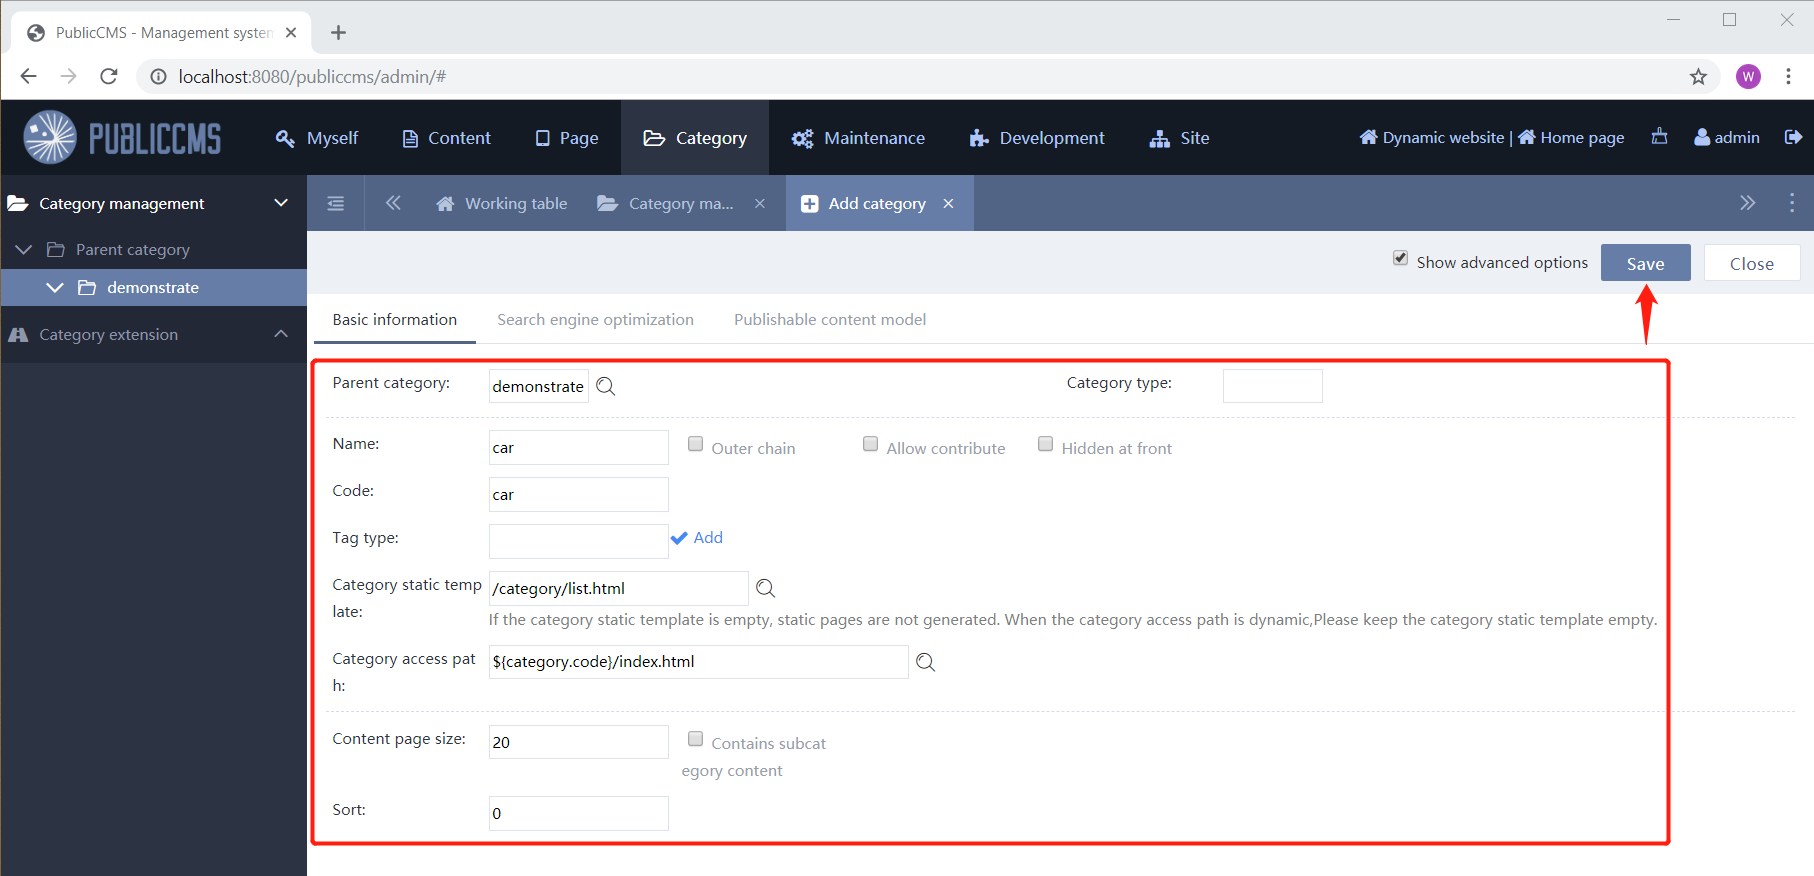 PublicCMS - Management system
localhost:8080/publiccms/admin/#
W
PUBLICCMS
Myself
Content
Page
Category
Maintenance
Development
Site
Dynamic website | Home page
admin
Category management
Working table
Category ma...
Add category
Parent category
demonstrate
Category extension
Show advanced options
Save
Close
Basic information
Search engine optimization
Publishable content model
Parent category:
demonstrate
Category type:
Name:
car
Outer chain
Allow contribute
Hidden at front
Code:
car
Tag type:
Add
Category static temp
late:
/category/list.html
If the category static template is empty, static pages are not generated. When the category access path is dynamic,Please keep the category static template empty.
Category access pat
h:
${category.code}/index.html
Content page size:
20
Contains subcat
egory content
Sort:
0